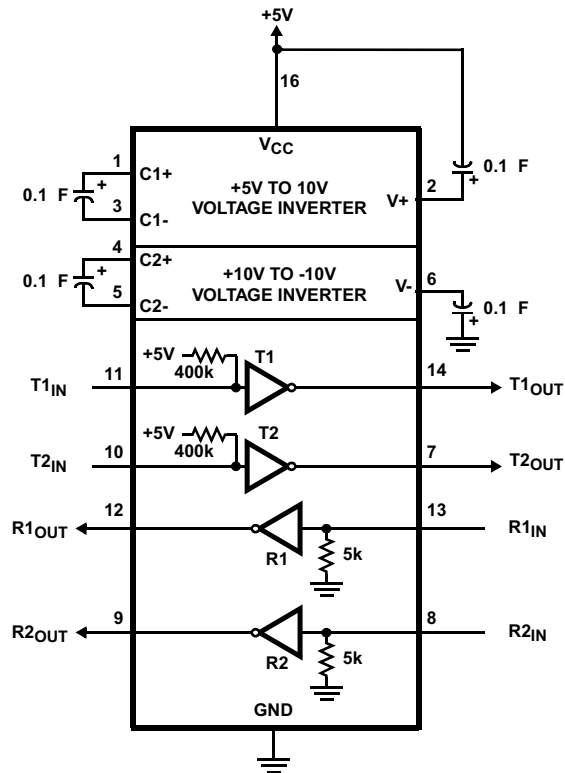 +5V
16
VCC
1
C1+
+
0.1 F
3
C1-
+5V TO 10V
VOLTAGE INVERTER
V+
2
+
0.1 F
4
C2+
+
0.1 F
5
C2-
+10V TO -10V
VOLTAGE INVERTER
V-
6
+
0.1 F
T1IN
11
+5V
400k
T1
14
T1OUT
T2IN
10
+5V
400k
T2
7
T2OUT
R1OUT
12
R1
5k
13
R1IN
R2OUT
9
R2
5k
8
R2IN
GND